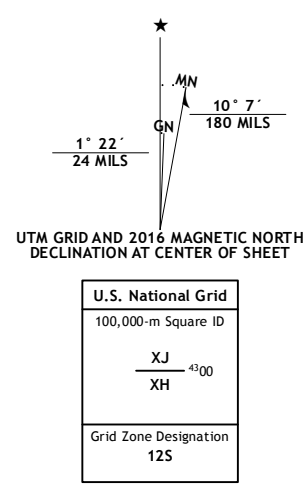 ★
MN
GN
10° 7´
180 MILS
1° 22´
24 MILS
UTM GRID AND 2016 MAGNETIC NORTH
DECLINATION AT CENTER OF SHEET
U.S. National Grid
100,000-m Square ID
XJ
4300
XH
Grid Zone Designation
12S